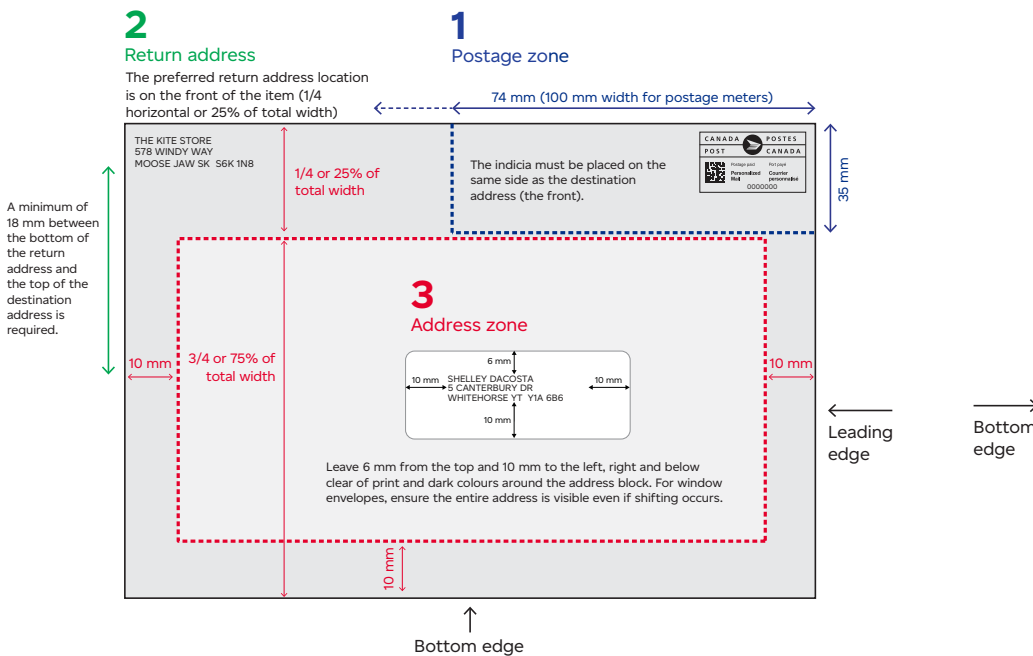 2
Return address
The preferred return address location
is on the front of the item (1/4
horizontal or 25% of total width)
1
Postage zone
74 mm (100 mm width for postage meters)
THE KITE STORE
578 WINDY WAY
MOOSE JAW SK  S6K 1N8
1/4 or 25% of
total width
The indicia must be placed on the
same side as the destination
address (the front).
CANADA POSTES
POST CANADA
Postage paid Port payé
Personalized Courrier
Mail personnalisé
0000000
35 mm
A minimum of
18 mm between
the bottom of
the return
address and
the top of the
destination
address is
required.
3
Address zone
10 mm
3/4 or 75% of
total width
6 mm
10 mm
SHELLEY DACOSTA
5 CANTERBURY DR
WHITEHORSE YT  Y1A 6B6
10 mm
10 mm
10 mm
Leave 6 mm from the top and 10 mm to the left, right and below
clear of print and dark colours around the address block. For window
envelopes, ensure the entire address is visible even if shifting occurs.
10 mm
Leading
edge
Bottom
edge
Bottom edge